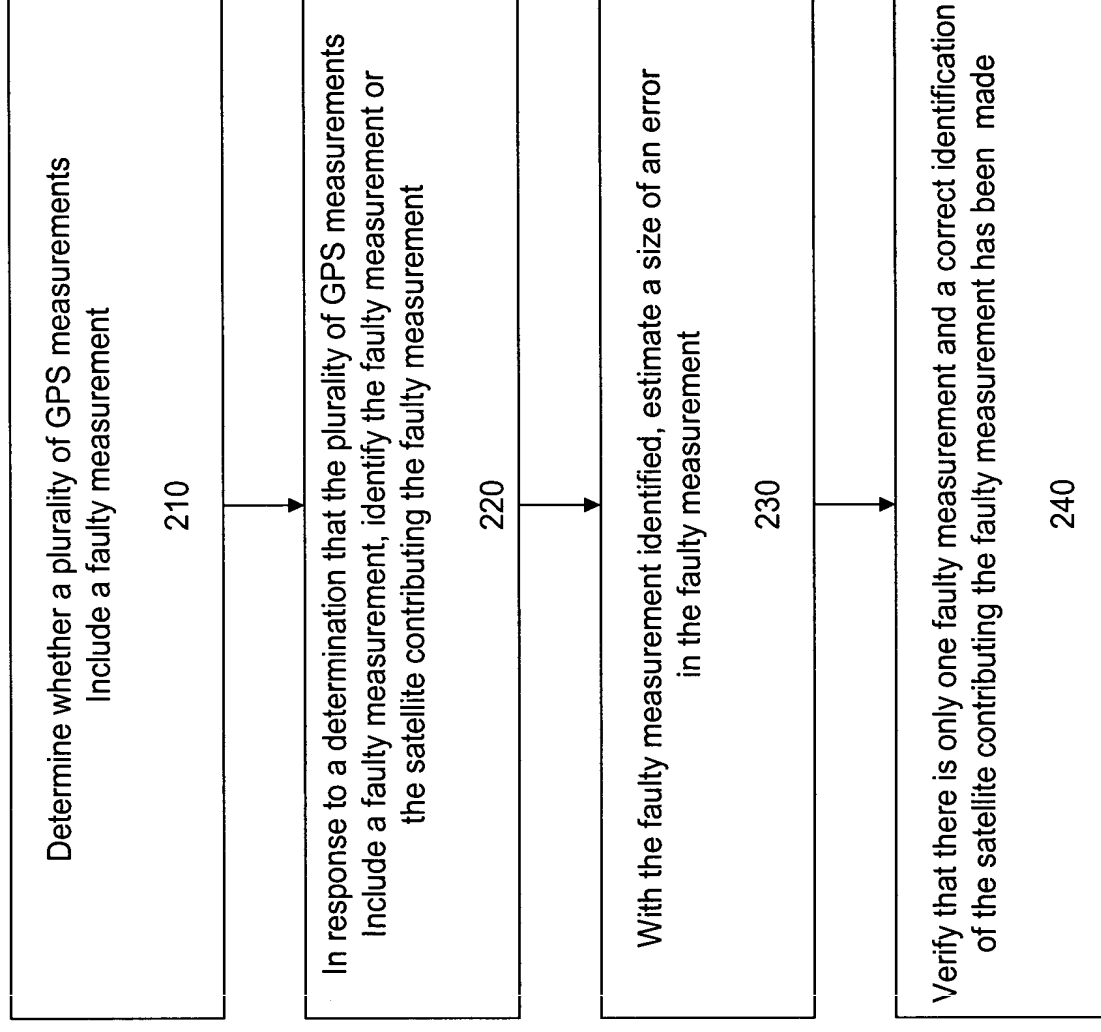 Determine whether a plurality of GPS measurements
Include a faulty measurement
210
In response to a determination that the plurality of GPS measurements
Include a faulty measurement, identify the faulty measurement or
the satellite contributing the faulty measurement
220
With the faulty measurement identified, estimate a size of an error
in the faulty measurement
230
Verify that there is only one faulty measurement and a correct identification
of the satellite contributing the faulty measurement has been made
240